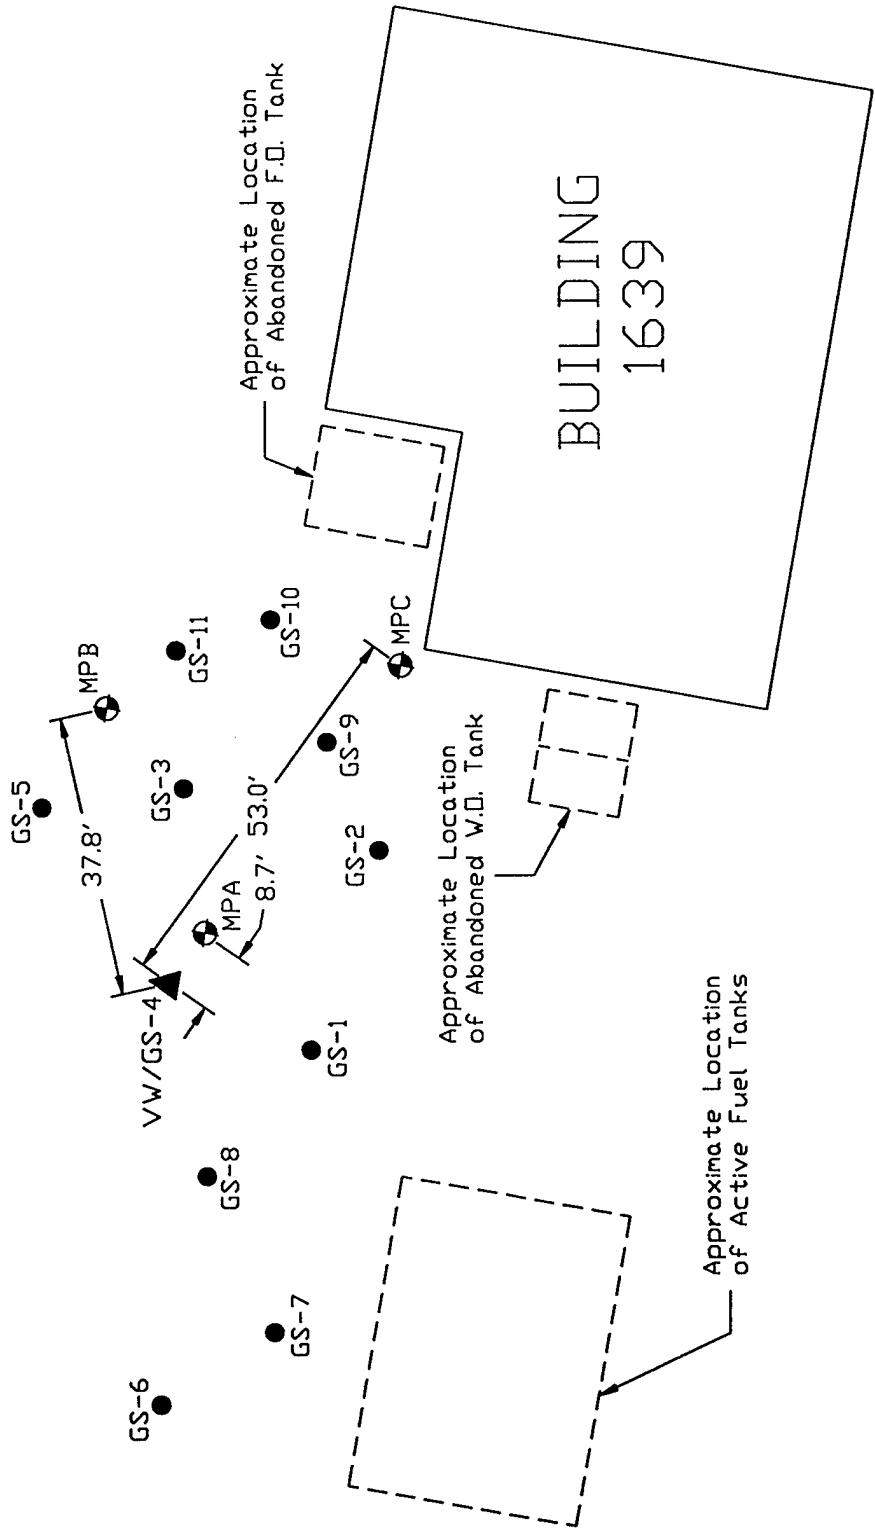 GS-6
GS-7
GS-8
VW/GS-4
GS-1
37.8'
MPA
8.7'
53.0'
GS-5
GS-3
GS-2
GS-9
MPB
GS-11
GS-10
MPC
Approximate Location
of Abandoned F.O. Tank
Approximate Location
of Abandoned W.O. Tank
Approximate Location
of Active Fuel Tanks
BUILDING
1639